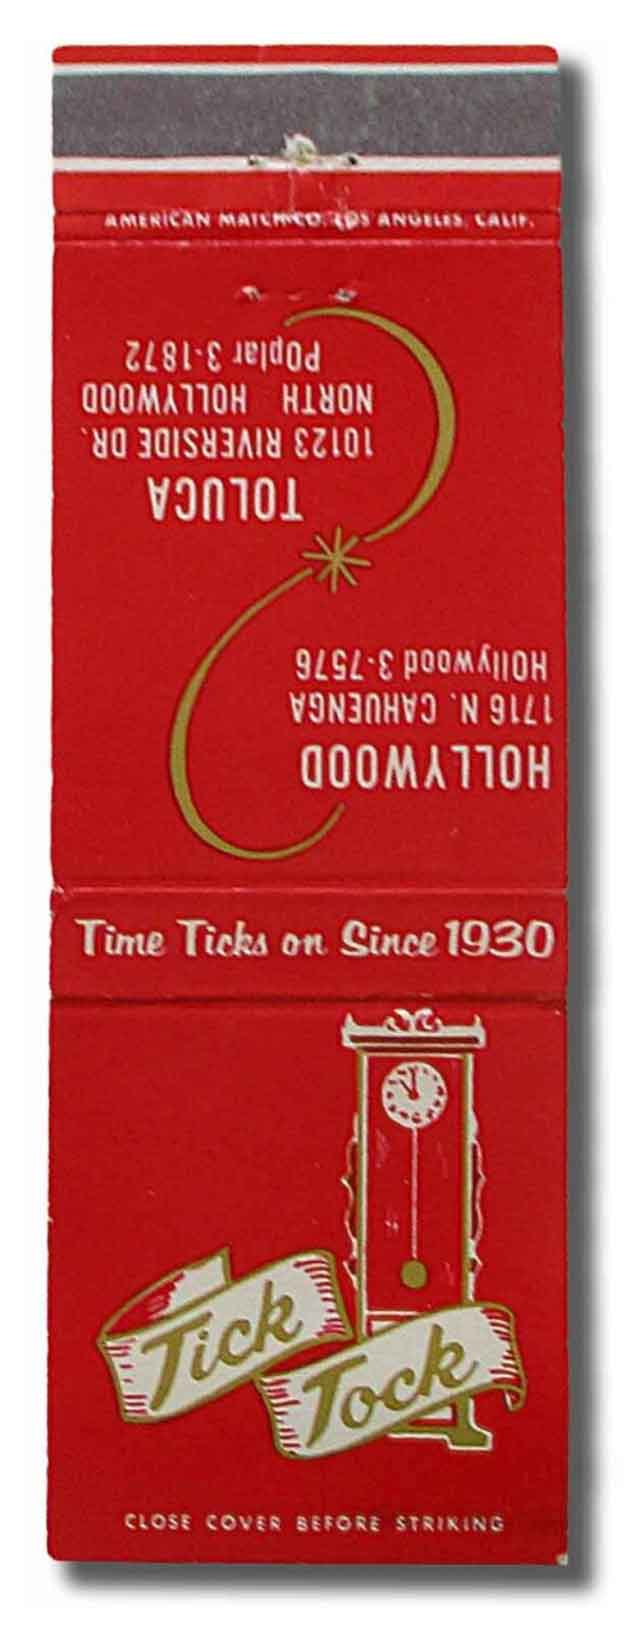 AMERICAN MATCH CO. LOS ANGELES, CALIF.
HOLLYWOOD
1716 N. CAHUENGA
HOllywood 3-7576
TOLUCA
10123 RIVERSIDE DR.
NORTH HOLLYWOOD
POplar 3-1872
Time Ticks on Since 1930
Tick
Tock
CLOSE COVER BEFORE STRIKING